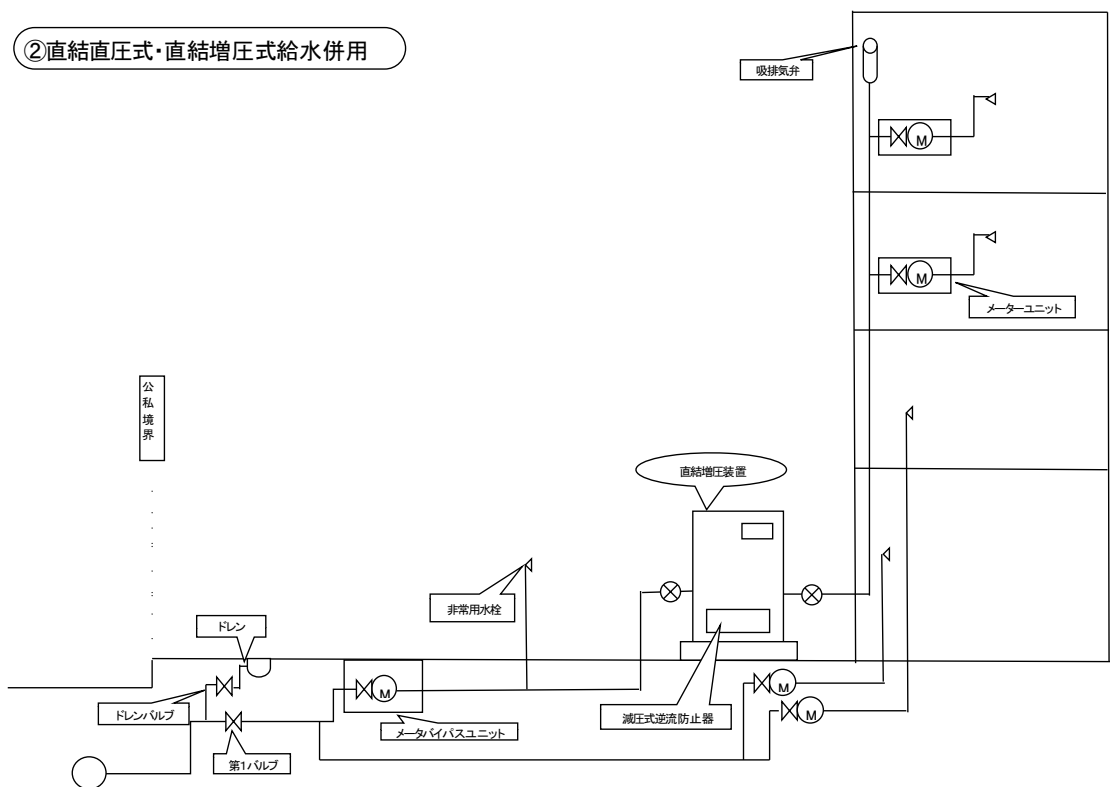 ②直結直圧式・直結増圧式給水併用
吸排気弁
M
M
メーターユニット
公私境界
直結増圧装置
非常用水栓
ドレン
M
M
M
ドレンバルブ
メータバイパスユニット
減圧式逆流防止器
第1バルブ